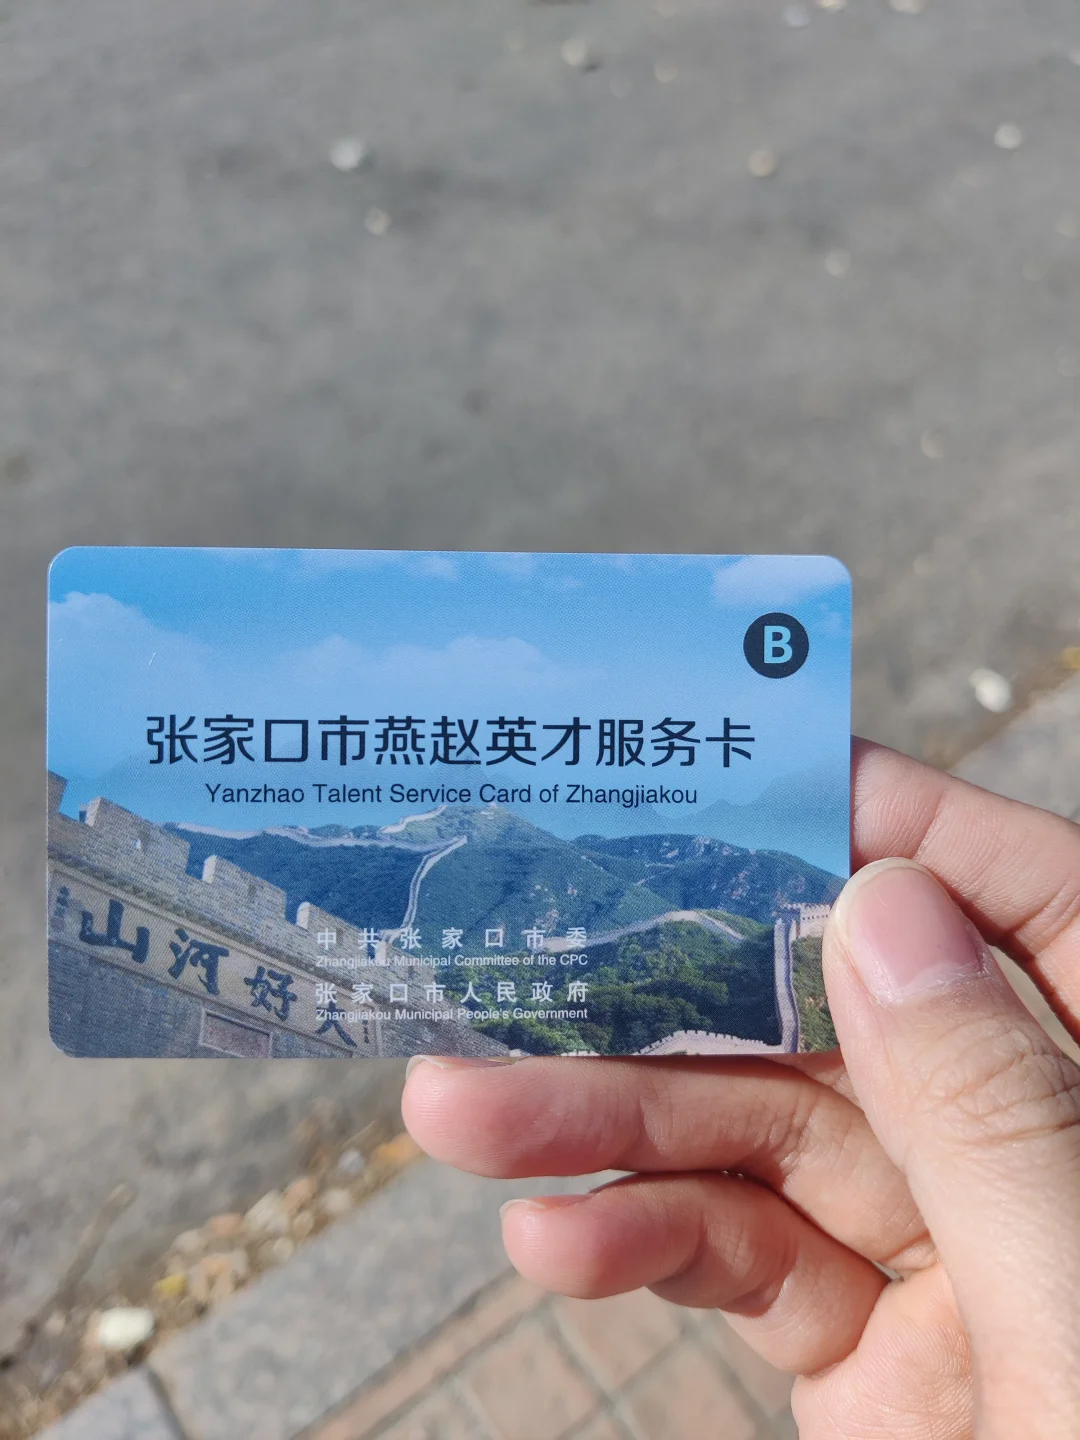 B
张家口市燕赵英才服务卡
Yanzhao Talent Service Card of Zhangjiakou
山河好
中共张家口市委
Zhangjiakou Municipal Committee of the CPC
张家口市人民政府
Zhangjiakou Municipal People's Government